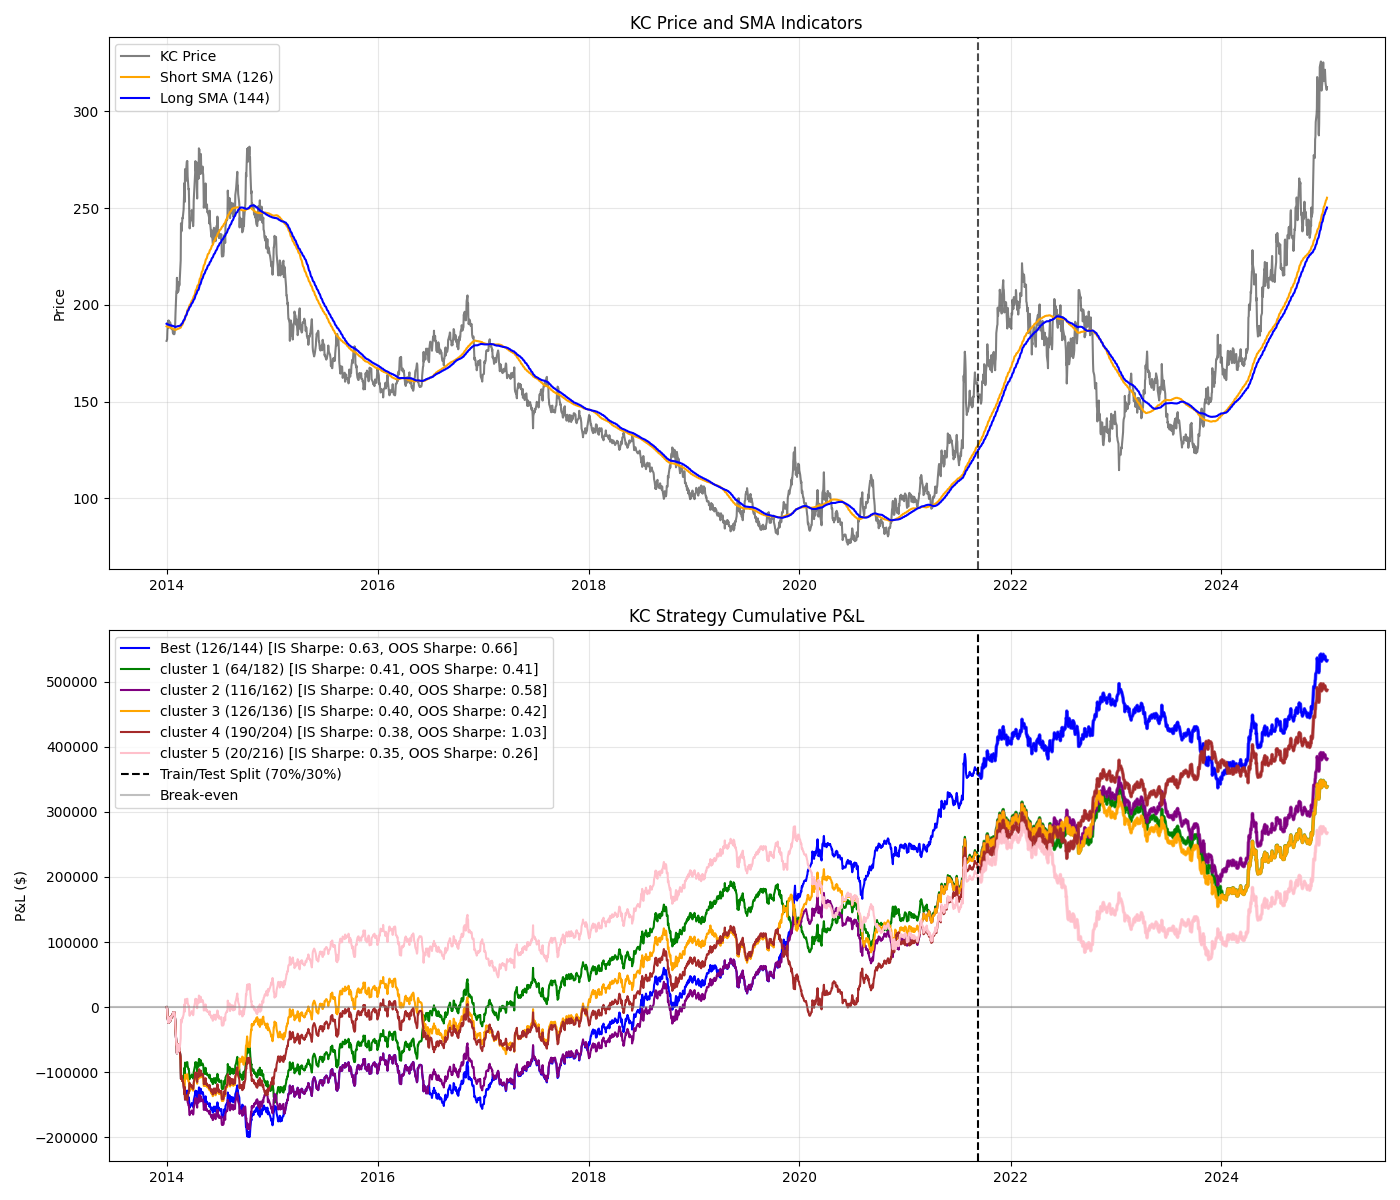 KC Price and SMA Indicators
KC Price
Short SMA (126)
Long SMA (144)
Price
300
250
200
150
100
2014
2016
2018
2020
2022
2024
KC Strategy Cumulative P&L
Best (126/144) [IS Sharpe: 0.63, OOS Sharpe: 0.66]
cluster 1 (64/182) [IS Sharpe: 0.41, OOS Sharpe: 0.41]
cluster 2 (116/162) [IS Sharpe: 0.40, OOS Sharpe: 0.58]
cluster 3 (126/136) [IS Sharpe: 0.40, OOS Sharpe: 0.42]
cluster 4 (190/204) [IS Sharpe: 0.38, OOS Sharpe: 1.03]
cluster 5 (20/216) [IS Sharpe: 0.35, OOS Sharpe: 0.26]
Train/Test Split (70%/30%)
Break-even
P&L ($)
500000
400000
300000
200000
100000
0
−100000
−200000
2014
2016
2018
2020
2022
2024